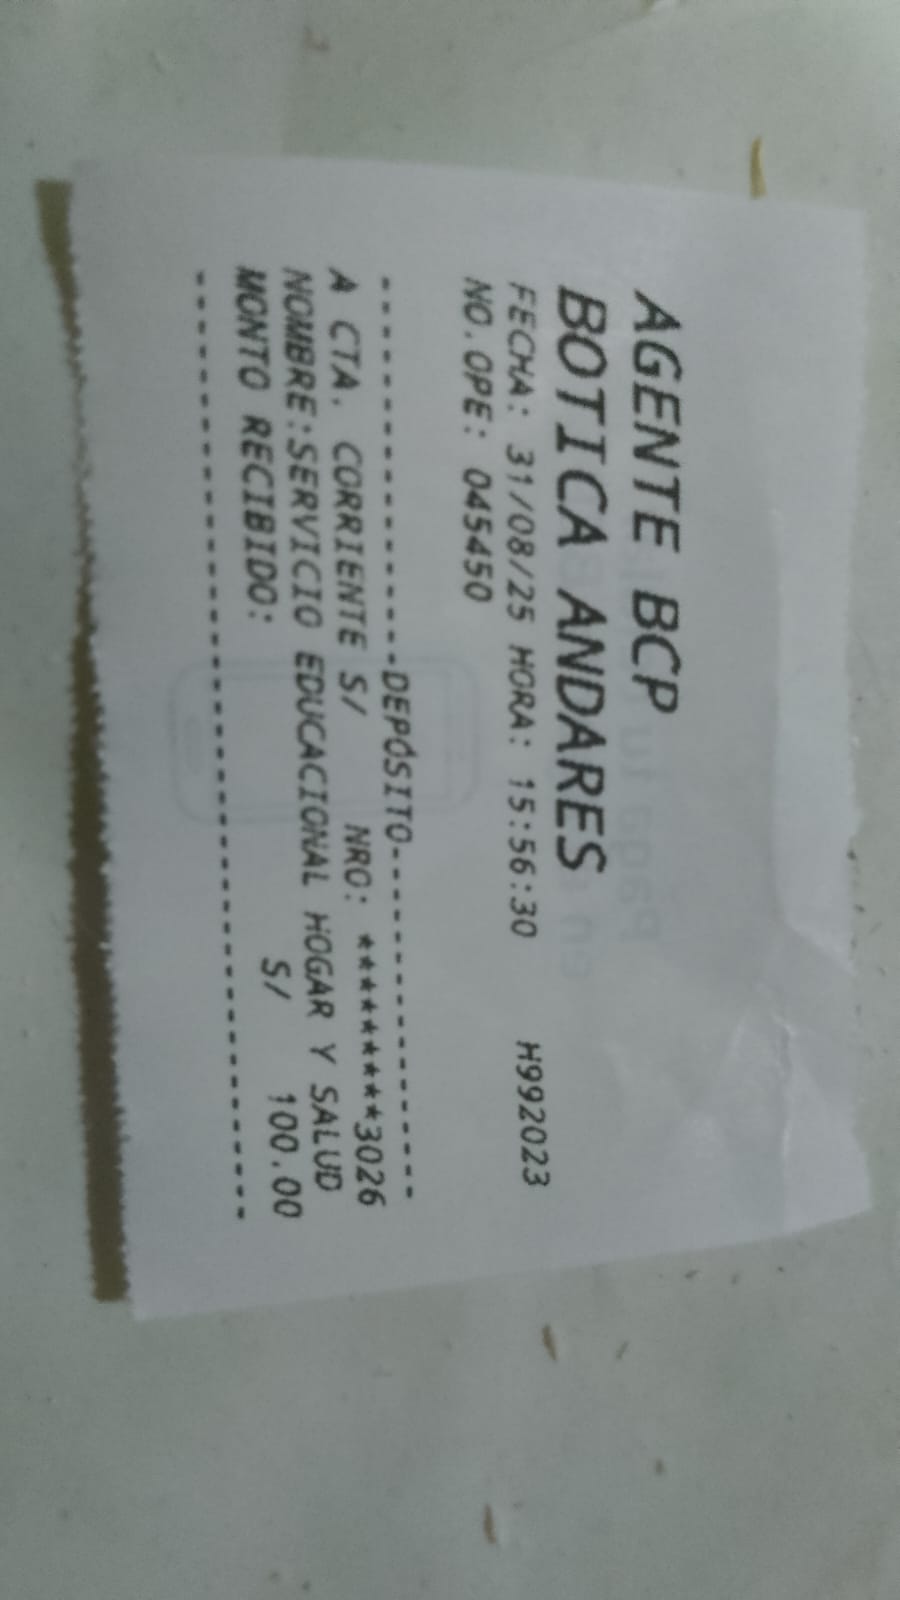 AGENTE BCP
BOTICA ANDARES
FECHA: 31/08/25 HORA: 15:56:30 H992023
NO.OPE: 045450
--------------------DEPÓSITO--------------------
A CTA. CORRIENTE S/ NRO: *********3026
NOMBRE:SERVICIO EDUCACIONAL HOGAR Y SALUD
MONTO RECIBIDO: S/ 100.00
------------------------------------------------